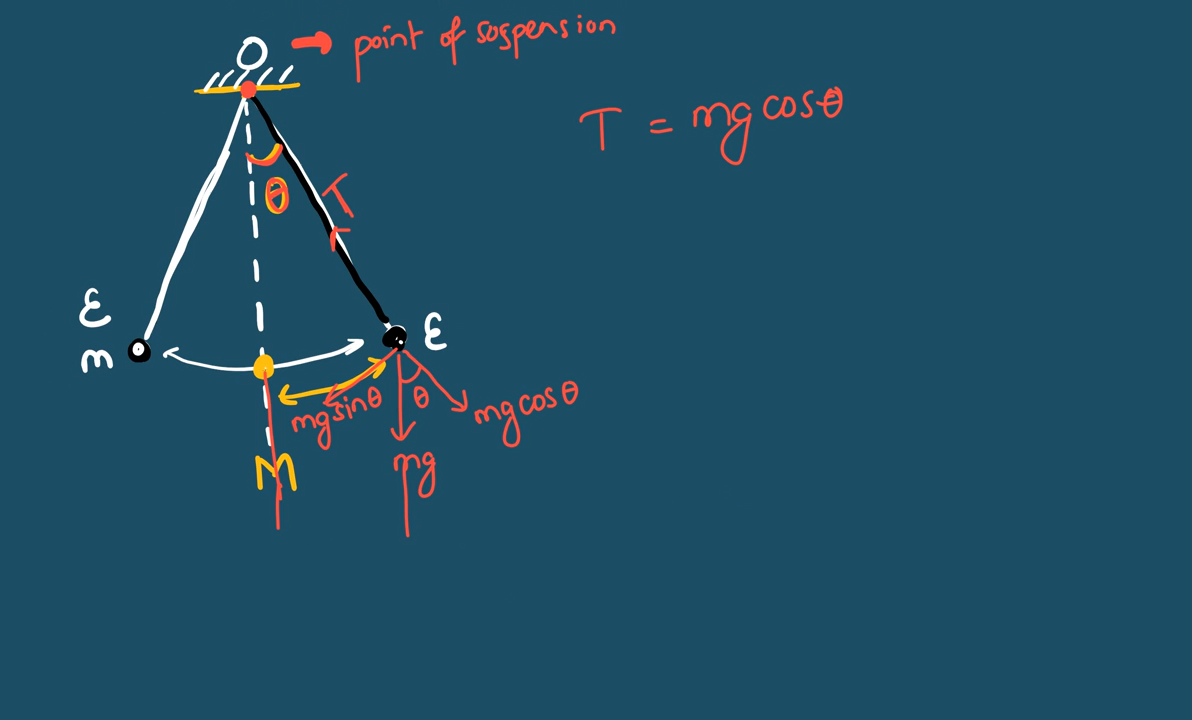 O
point of suspension
T = mg cos θ
θ
T
ε
m
ε
mg sin θ
θ
mg cos θ
M
mg